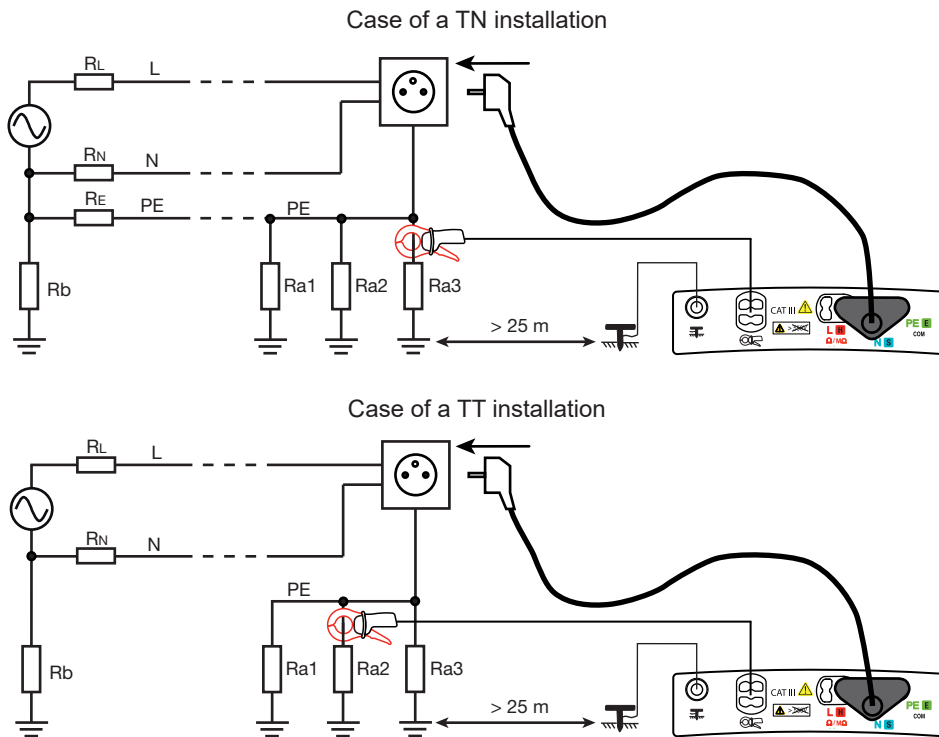 Case of a TN installation
RL L
RN N
RE PE PE
Rb Ra1 Ra2 Ra3
> 25 m
CAT III
L H
Ω/MΩ
N S
PE E
COM
Case of a TT installation
RL L
RN N
PE
Rb Ra1 Ra2 Ra3
> 25 m
CAT III
L H
Ω/MΩ
N S
PE E
COM